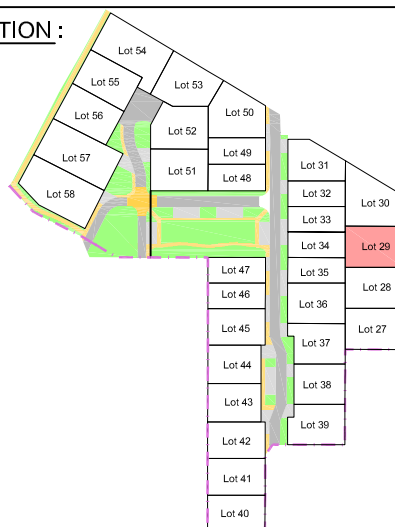 TION :
Lot 54
Lot 53
Lot 55
Lot 50
Lot 56
Lot 52
Lot 49
Lot 31
Lot 57
Lot 51
Lot 48
Lot 32
Lot 58
Lot 30
Lot 33
Lot 34
Lot 29
Lot 47
Lot 35
Lot 46
Lot 28
Lot 36
Lot 45
Lot 27
Lot 37
Lot 44
Lot 38
Lot 43
Lot 39
Lot 42
Lot 41
Lot 40